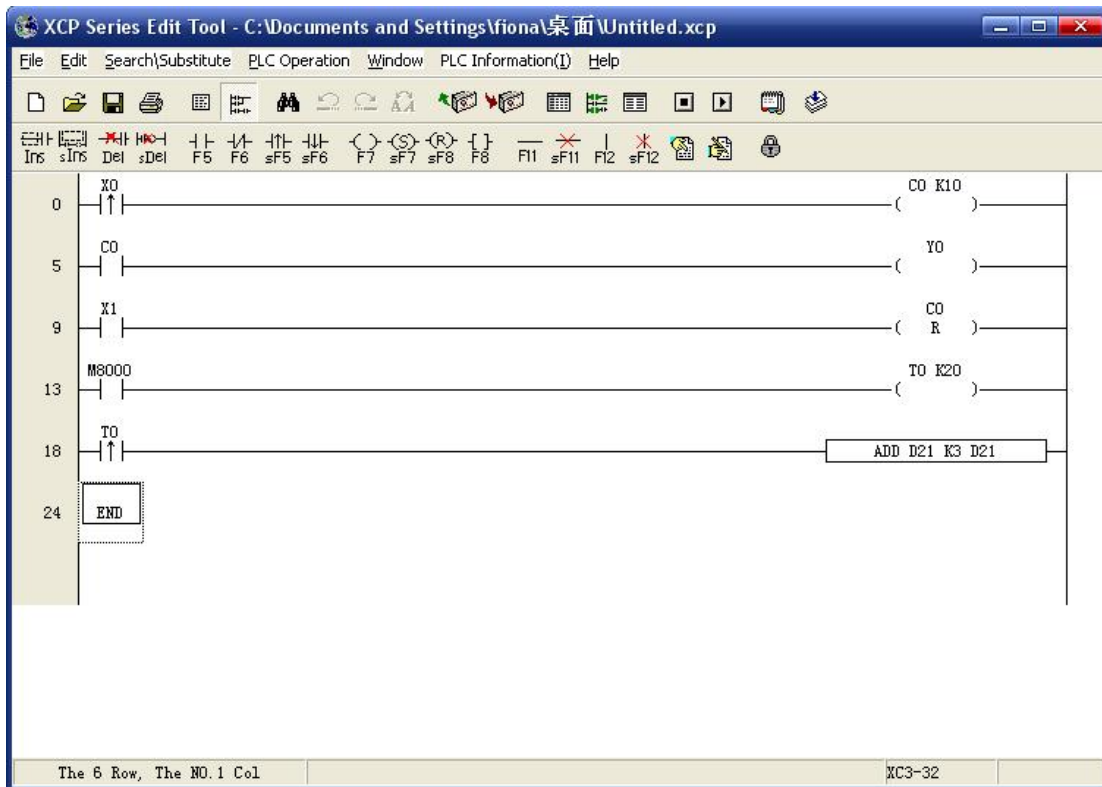 XCP Series Edit Tool - C:\Documents and Settings\fiona\桌面\Untitled.xcp
File Edit Search\Substitute PLC Operation Window PLC Information(I) Help
Ins sIns Del sDel F5 F6 sF5 sF6 F7 sF7 sF8 F8 F11 sF11 F12 sF12
X0 C0 K10
0
C0 Y0
5
X1 C0
9 R
M8000 T0 K20
13
T0
18 ADD D21 K3 D21
24 END
The 6 Row, The NO.1 Col XC3-32